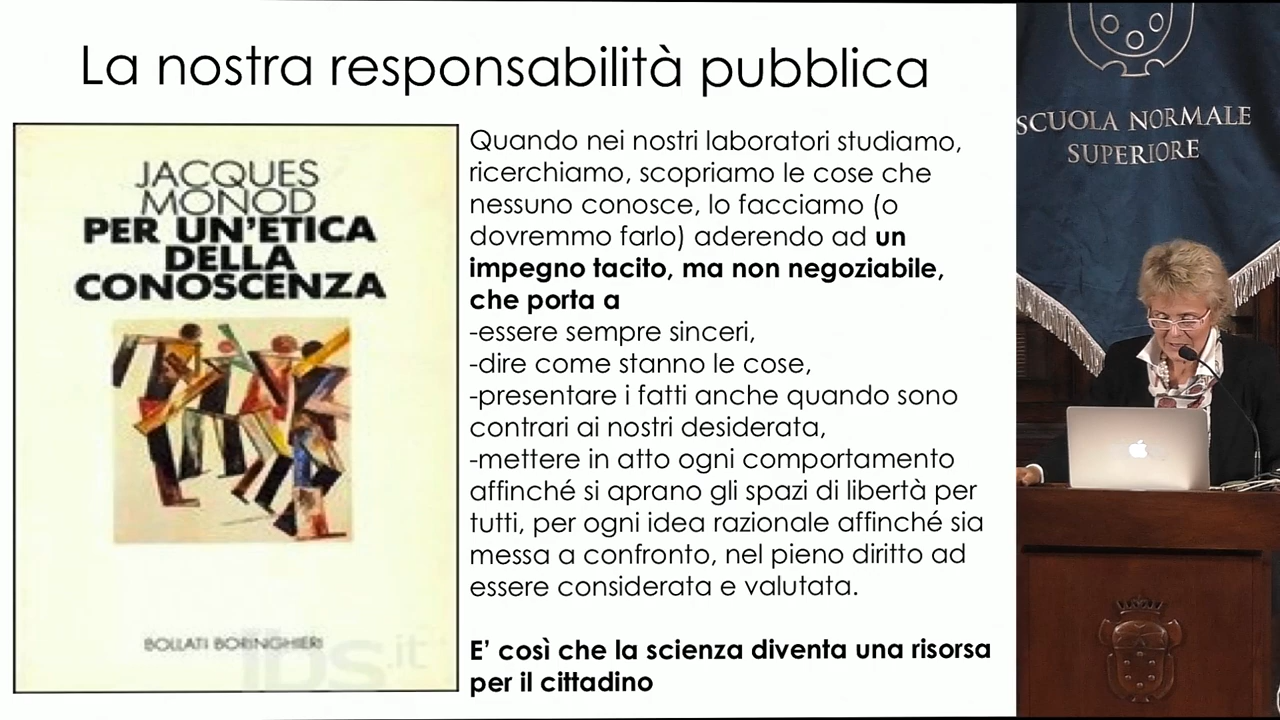 La nostra responsabilità pubblica
JACQUES
MONOD
PER UN'ETICA
DELLA
CONOSCENZA
BOLLATI BORINGHIERI
ibs.it
Quando nei nostri laboratori studiamo,
ricerchiamo, scopriamo le cose che
nessuno conosce, lo facciamo (o
dovremmo farlo) aderendo ad un
impegno tacito, ma non negoziabile,
che porta a
-essere sempre sinceri,
-dire come stanno le cose,
-presentare i fatti anche quando sono
contrari ai nostri desiderata,
-mettere in atto ogni comportamento
affinché si aprano gli spazi di libertà per
tutti, per ogni idea razionale affinché sia
messa a confronto, nel pieno diritto ad
essere considerata e valutata.
E' così che la scienza diventa una risorsa
per il cittadino
SCUOLA NORMALE
SUPERIORE